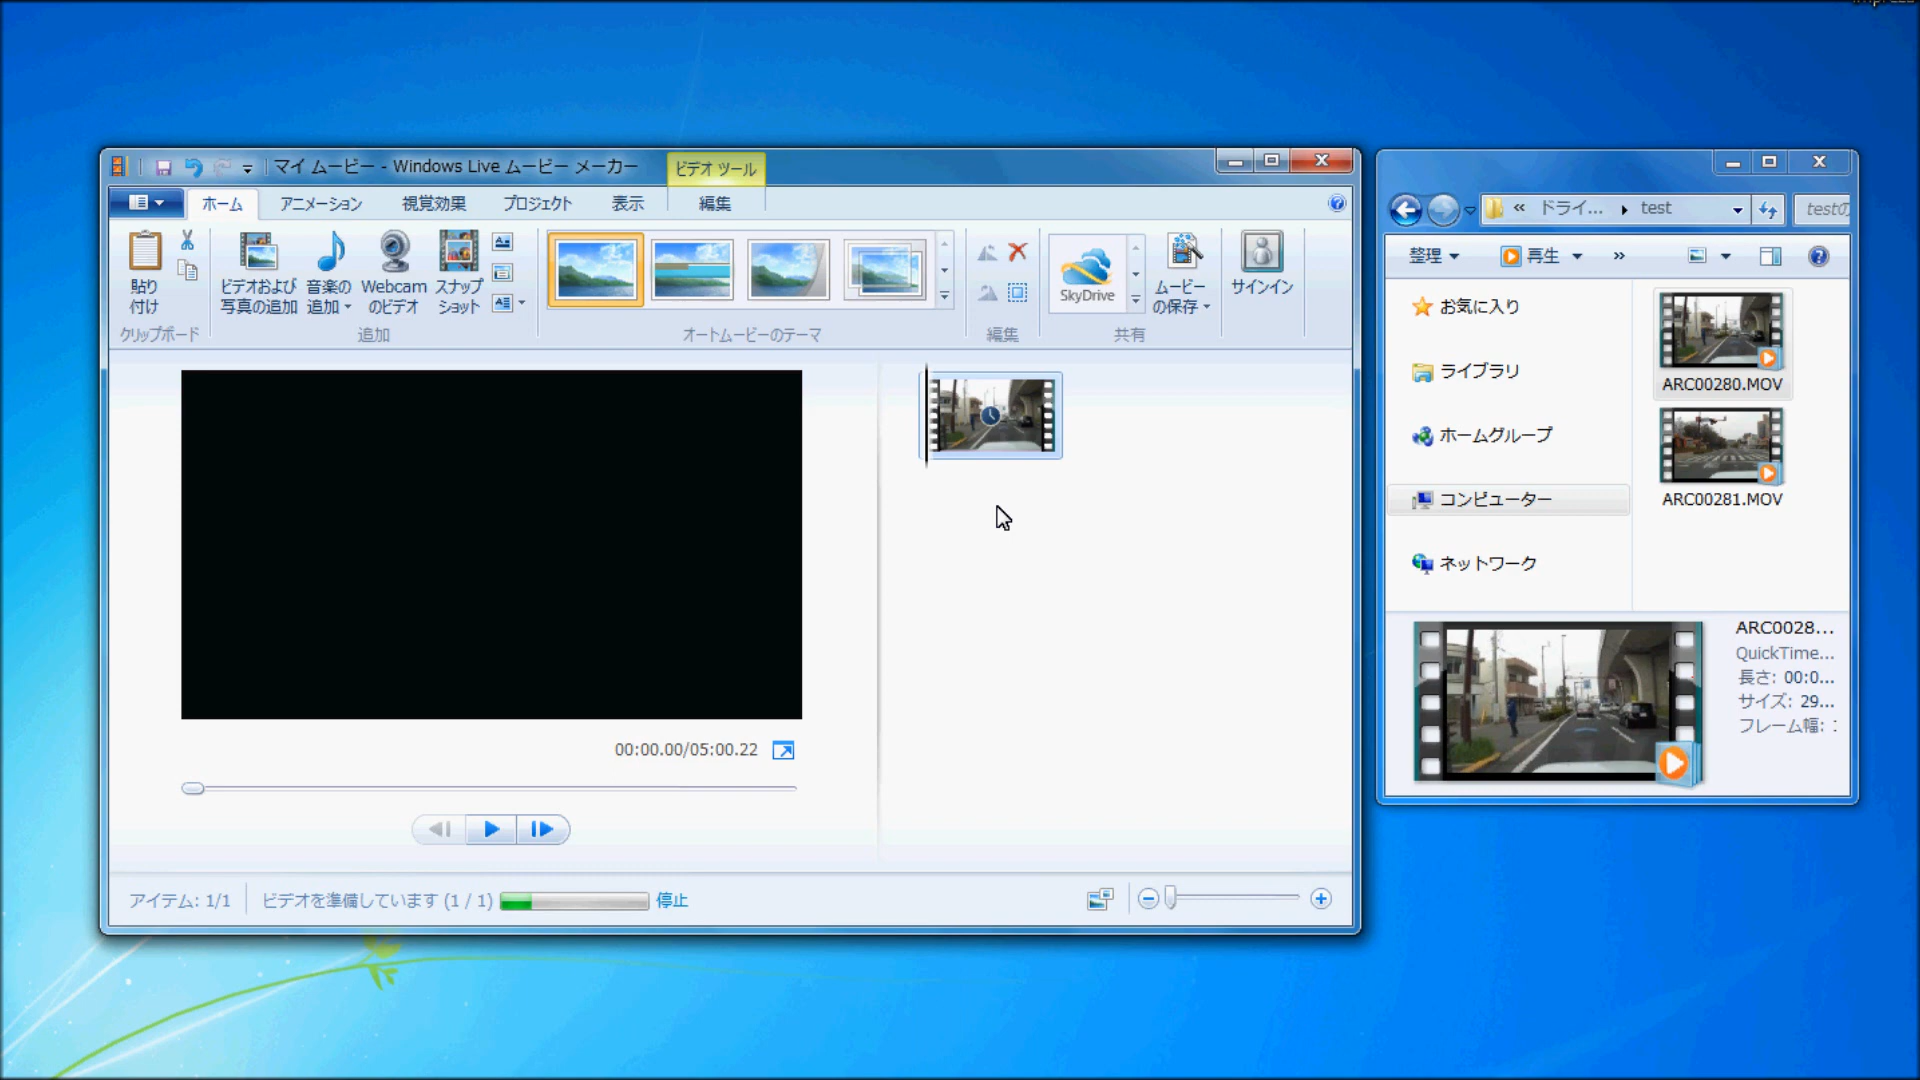 マイ ムービー - Windows Live ムービー メーカー
ビデオ ツール
ホーム
アニメーション
視覚効果
プロジェクト
表示
編集
貼り
付け
クリップボード
ビデオおよび
写真の追加
音楽の
追加
Webcam
のビデオ
スナップ
ショット
追加
オートムービーのテーマ
編集
SkyDrive
ムービー
の保存
共有
サインイン
00:00.00/05:00.22
アイテム: 1/1
ビデオを準備しています (1 / 1)
停止
« ドライ... test
testの
整理
再生
»
お気に入り
ライブラリ
ホームグループ
コンピューター
ネットワーク
ARC00280.MOV
ARC00281.MOV
ARC0028...
QuickTime...
長さ: 00:0...
サイズ: 29...
フレーム幅: